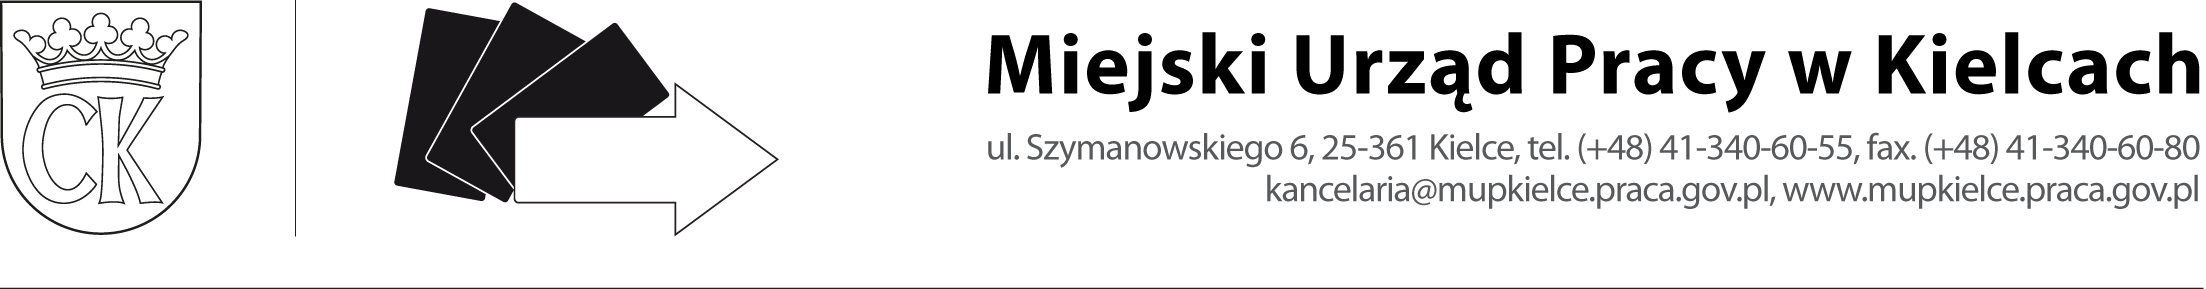 CK
Miejski Urząd Pracy w Kielcach
ul. Szymanowskiego 6, 25-361 Kielce, tel. (+48) 41-340-60-55, fax. (+48) 41-340-60-80
kancelaria@mupkielce.praca.gov.pl, www.mupkielce.praca.gov.pl